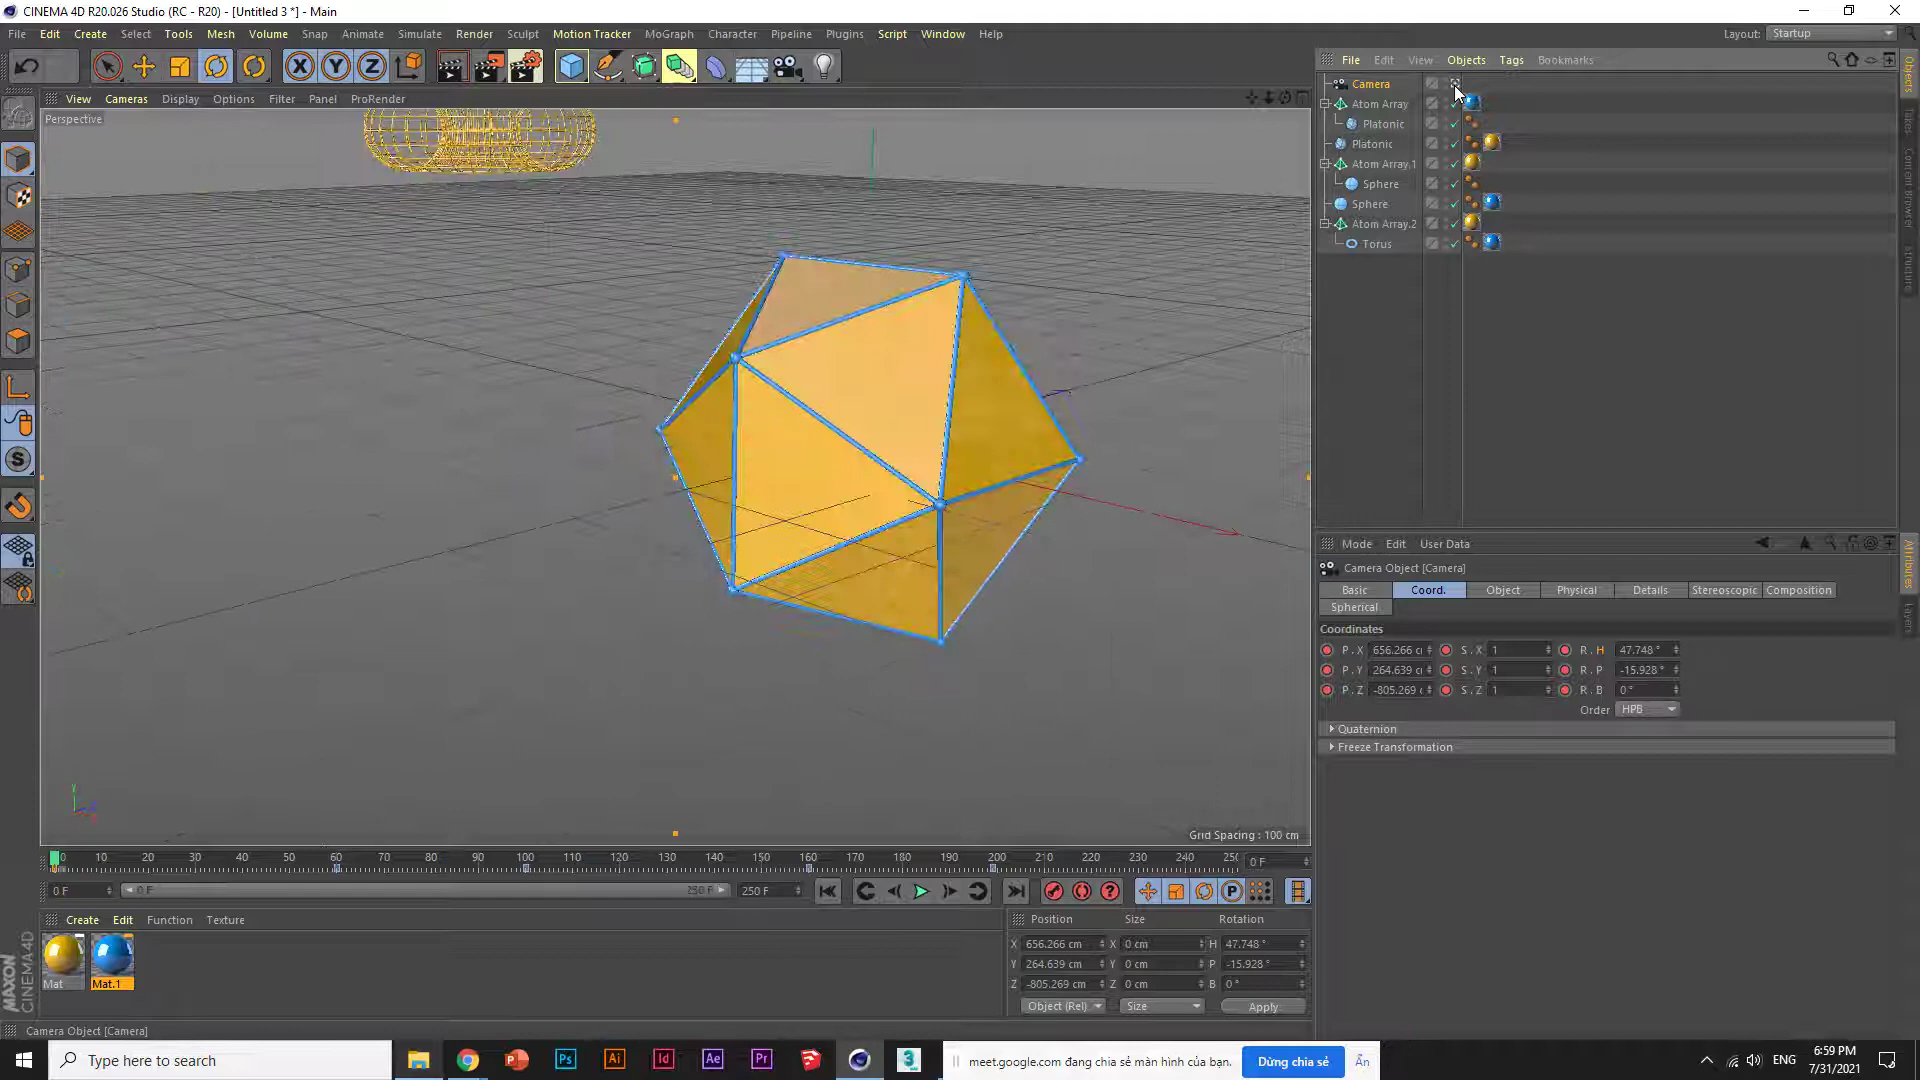 CINEMA 4D R20.026 Studio (RC - R20) - [Untitled 3 *] - Main
File Edit Create Select Tools Mesh Volume Snap Animate Simulate Render Sculpt Motion Tracker MoGraph Character Pipeline Plugins Script Window Help
Layout: Startup
View Cameras Display Options Filter Panel ProRender
Perspective
Grid Spacing : 100 cm
File Edit View Objects Tags Bookmarks
Camera
Atom Array
Platonic
Platonic
Atom Array.1
Sphere
Sphere
Atom Array.2
Torus
Objects
Takes
Content Browser
Structure
Mode Edit User Data
Camera Object [Camera]
Basic Coord. Object Physical Details Stereoscopic Composition
Spherical
Coordinates
P . X 656.266 S . X 1 R . H 47.748 °
P . Y 264.639 S . Y 1 R . P -15.928 °
P . Z -805.269 S . Z 1 R . B 0 °
Order HPB
Quaternion
Freeze Transformation
Attributes
Layers
0 10 20 30 40 50 60 70 80 90 100 110 120 130 140 150 160 170 180 190 200 210 220 230 240 250 0 F
0 F 0 F 250 F 250 F
Create Edit Function Texture
Mat Mat.1
Position Size Rotation
X 656.266 cm X 0 cm H 47.748 °
Y 264.639 cm Y 0 cm P -15.928 °
Z -805.269 cm Z 0 cm B 0 °
Object (Rel) Size Apply
MAXON CINEMA 4D
Camera Object [Camera]
Type here to search
meet.google.com đang chia sẻ màn hình của bạn. Dừng chia sẻ Ẩn
ENG
6:59 PM
7/31/2021